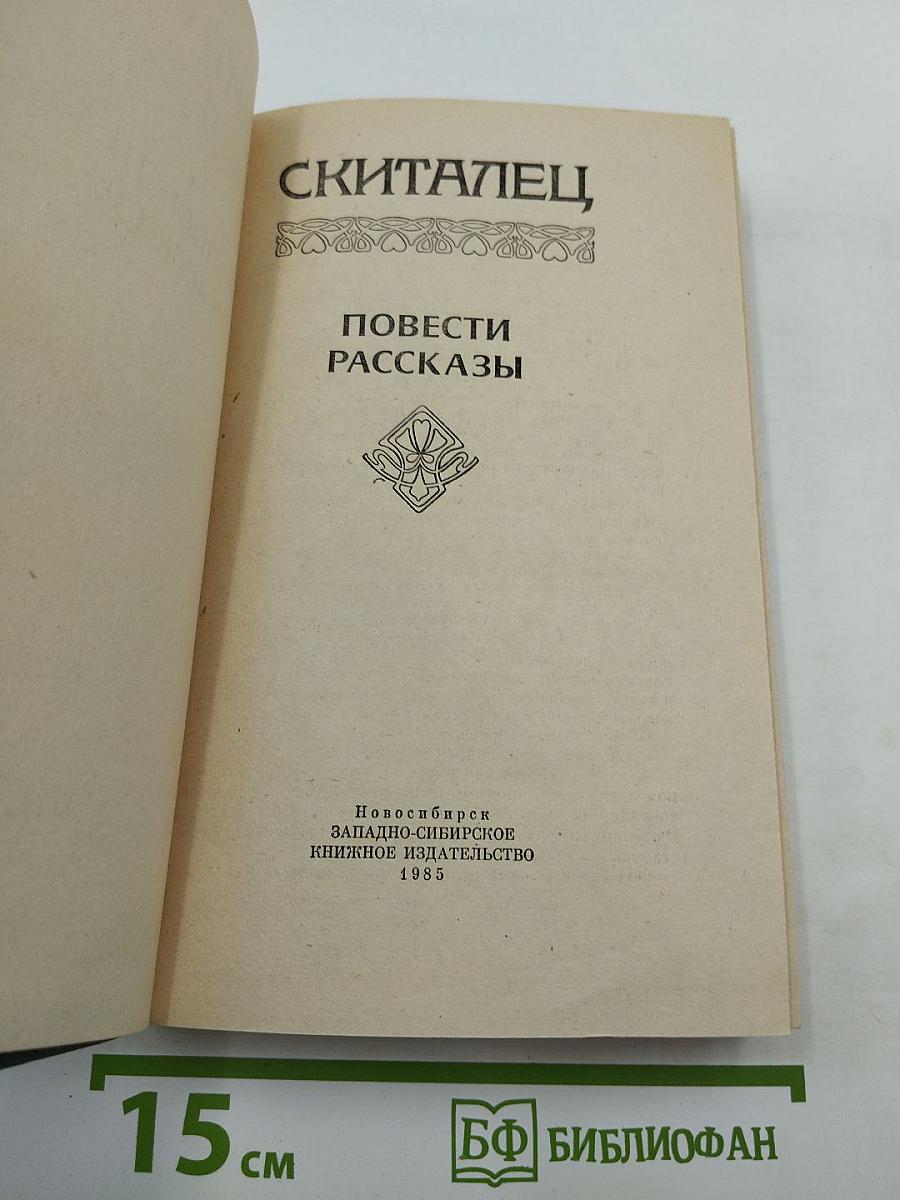 СКИТАЛЕЦ
ПОВЕСТИ
РАССКАЗЫ
Новосибирск
ЗАПАДНО-СИБИРСКОЕ
КНИЖНОЕ ИЗДАТЕЛЬСТВО
1985
15 см
БФ БИБЛИОФАН